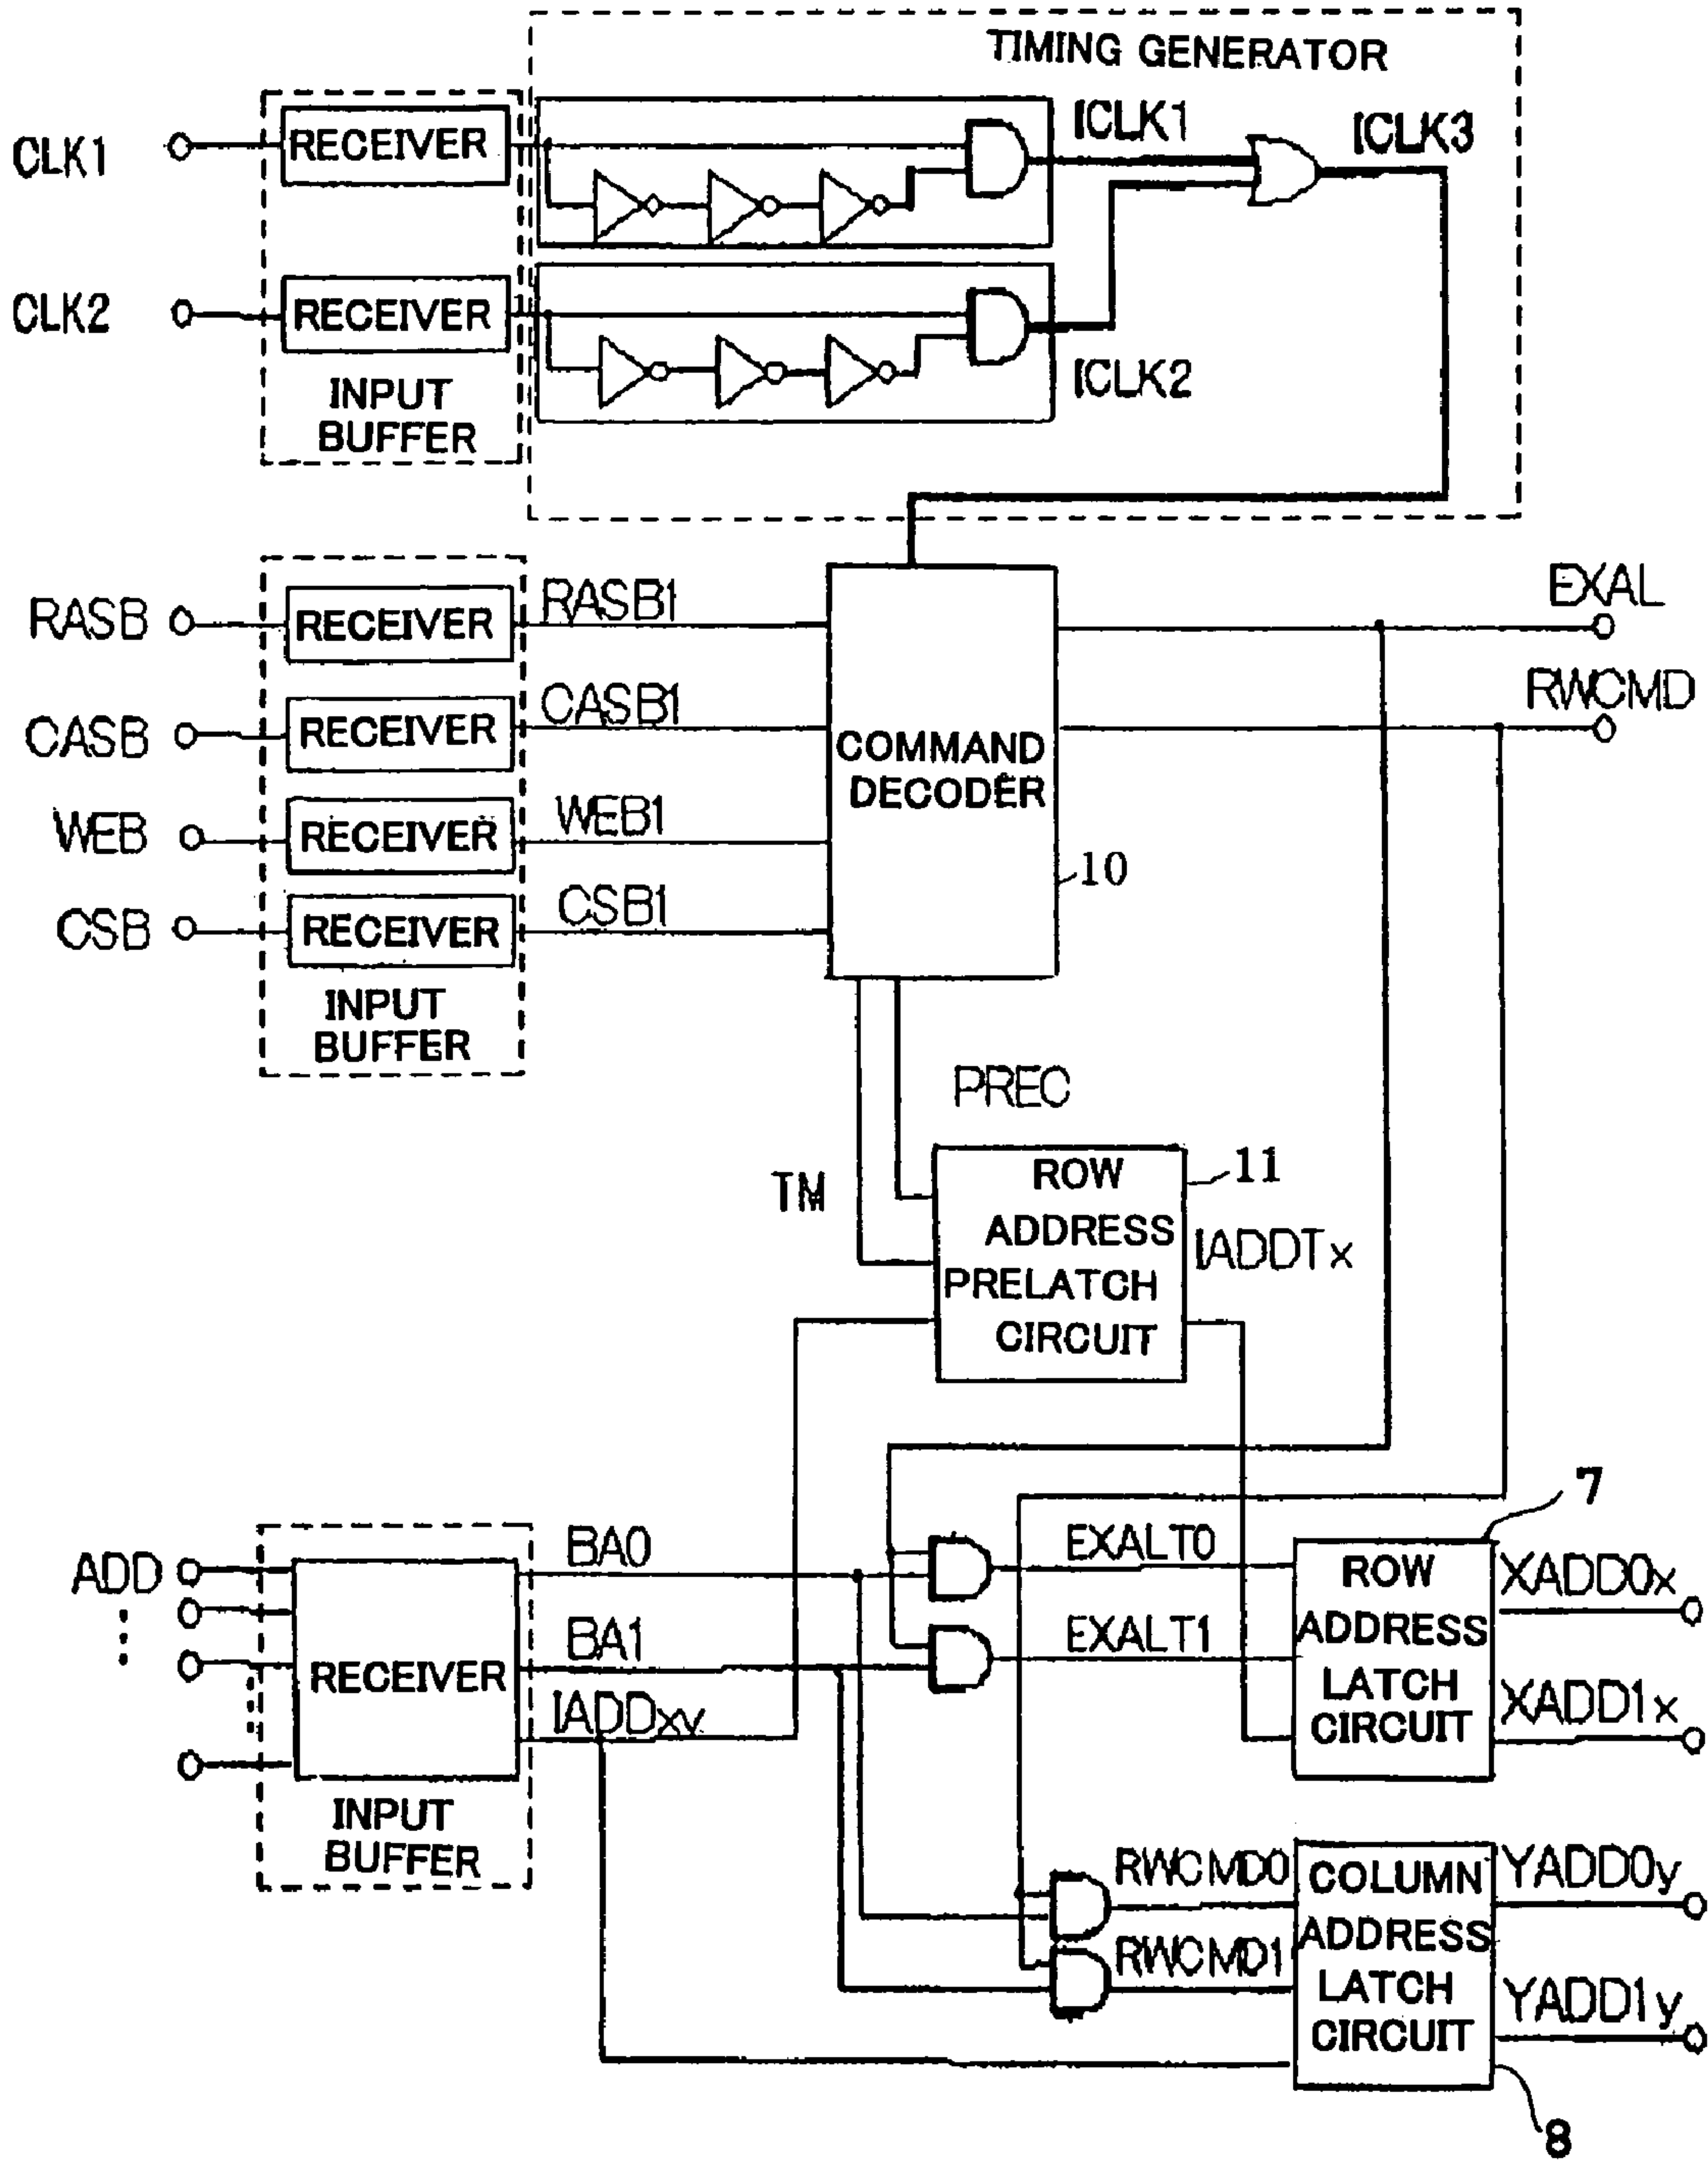 TIMING GENERATOR
CLK1
RECEIVER
ICLK1
ICLK3
CLK2
RECEIVER
ICLK2
INPUT
BUFFER
RASB
RECEIVER
RASB1
EXAL
CASB
RECEIVER
CASB1
RWCMD
COMMAND
DECODER
WEB
RECEIVER
WEB1
10
CSB
RECEIVER
CSB1
INPUT
BUFFER
PREC
TM
ROW
ADDRESS
PRELATCH
CIRCUIT
11
IADDTx
7
ADD
RECEIVER
BA0
BA1
IADDxy
INPUT
BUFFER
EXALT0
EXALT1
ROW
ADDRESS
LATCH
CIRCUIT
XADD0x
XADD1x
RWCMD0
RWCMD1
COLUMN
ADDRESS
LATCH
CIRCUIT
YADD0y
YADD1y
8